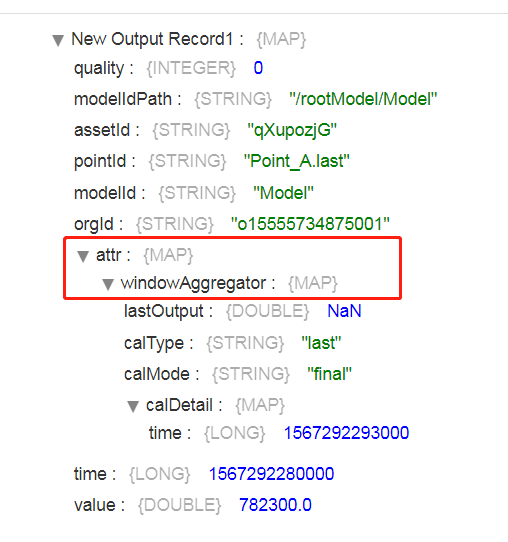 New Output Record1 : {MAP}
quality : {INTEGER} 0
modelIdPath : {STRING} "/rootModel/Model"
assetId : {STRING} "qXupozjG"
pointId : {STRING} "Point_A.last"
modelId : {STRING} "Model"
orgId : {STRING} "o15555734875001"
attr : {MAP}
windowAggregator : {MAP}
lastOutput : {DOUBLE} NaN
calType : {STRING} "last"
calMode : {STRING} "final"
calDetail : {MAP}
time : {LONG} 1567292293000
time : {LONG} 1567292280000
value : {DOUBLE} 782300.0